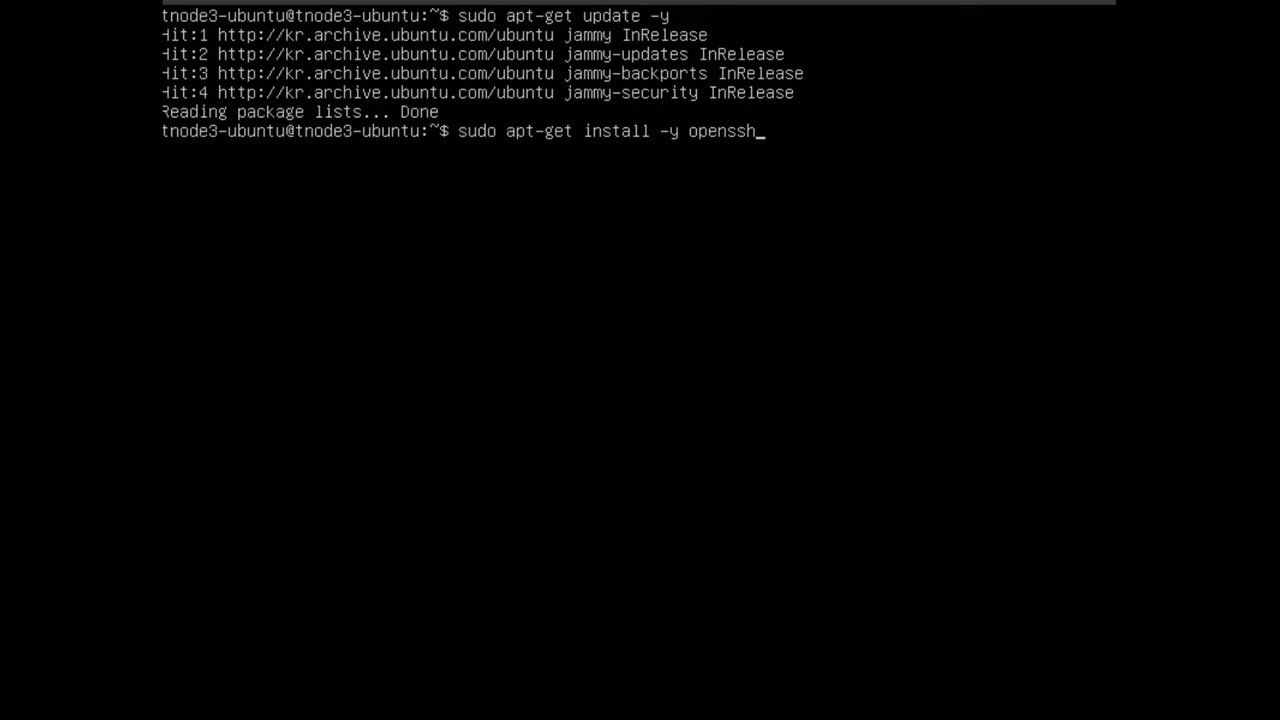 tnode3-ubuntu@tnode3-ubuntu:~$ sudo apt-get update -y
Hit:1 http://kr.archive.ubuntu.com/ubuntu jammy InRelease
Hit:2 http://kr.archive.ubuntu.com/ubuntu jammy-updates InRelease
Hit:3 http://kr.archive.ubuntu.com/ubuntu jammy-backports InRelease
Hit:4 http://kr.archive.ubuntu.com/ubuntu jammy-security InRelease
Reading package lists... Done
tnode3-ubuntu@tnode3-ubuntu:~$ sudo apt-get install -y openssh_